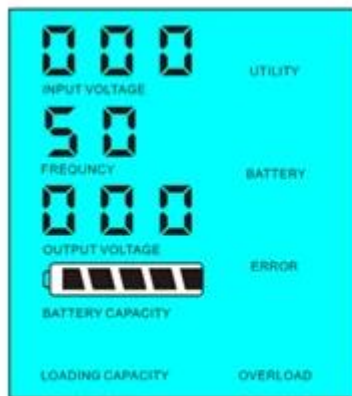 000
UTILITY
INPUT VOLTAGE
50
FREQUNCY
BATTERY
000
OUTPUT VOLTAGE
ERROR
BATTERY CAPACITY
LOADING CAPACITY
OVERLOAD